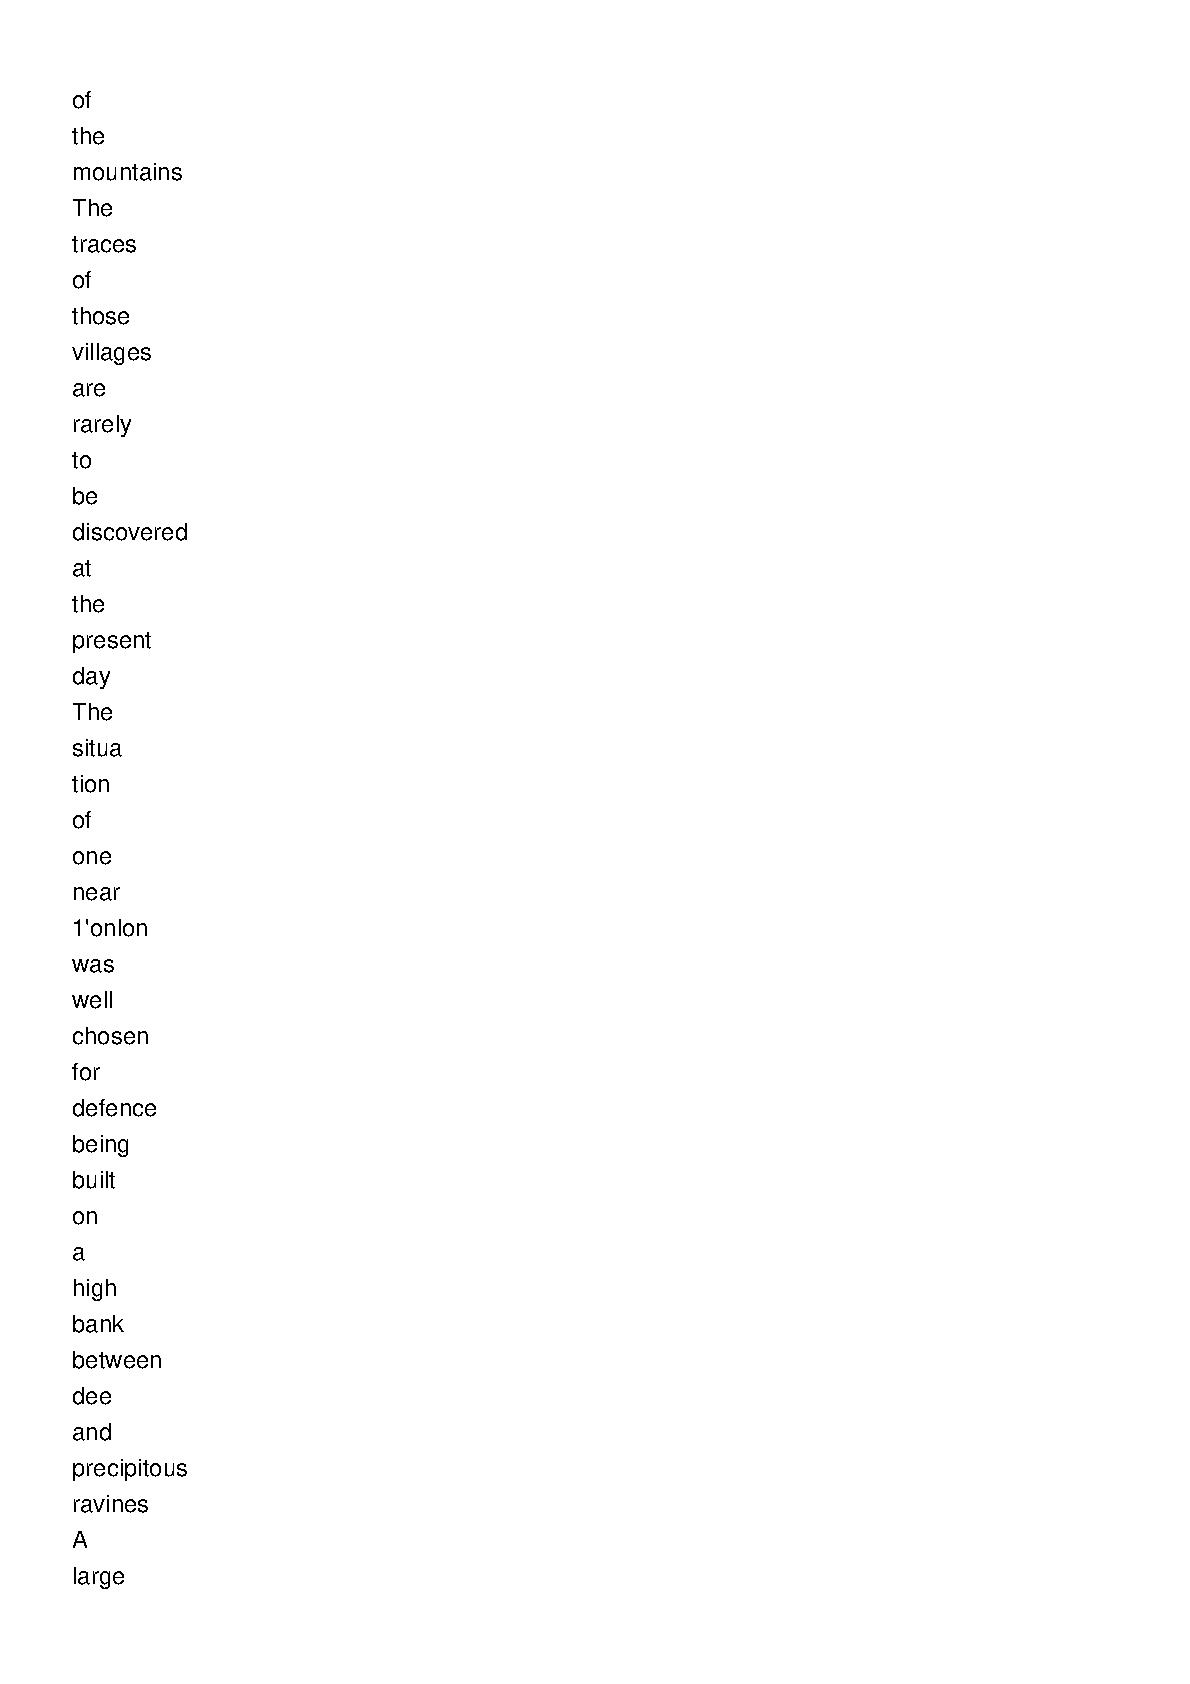 of
the
mountains
The
traces
of
those
villages
are
rarely
to
be
discovered
at
the
present
day
The
situa
tion
of
one
near
1'onlon
was
well
chosen
for
defence
being
built
on
a
high
bank
between
dee
and
precipitous
ravines
A
large